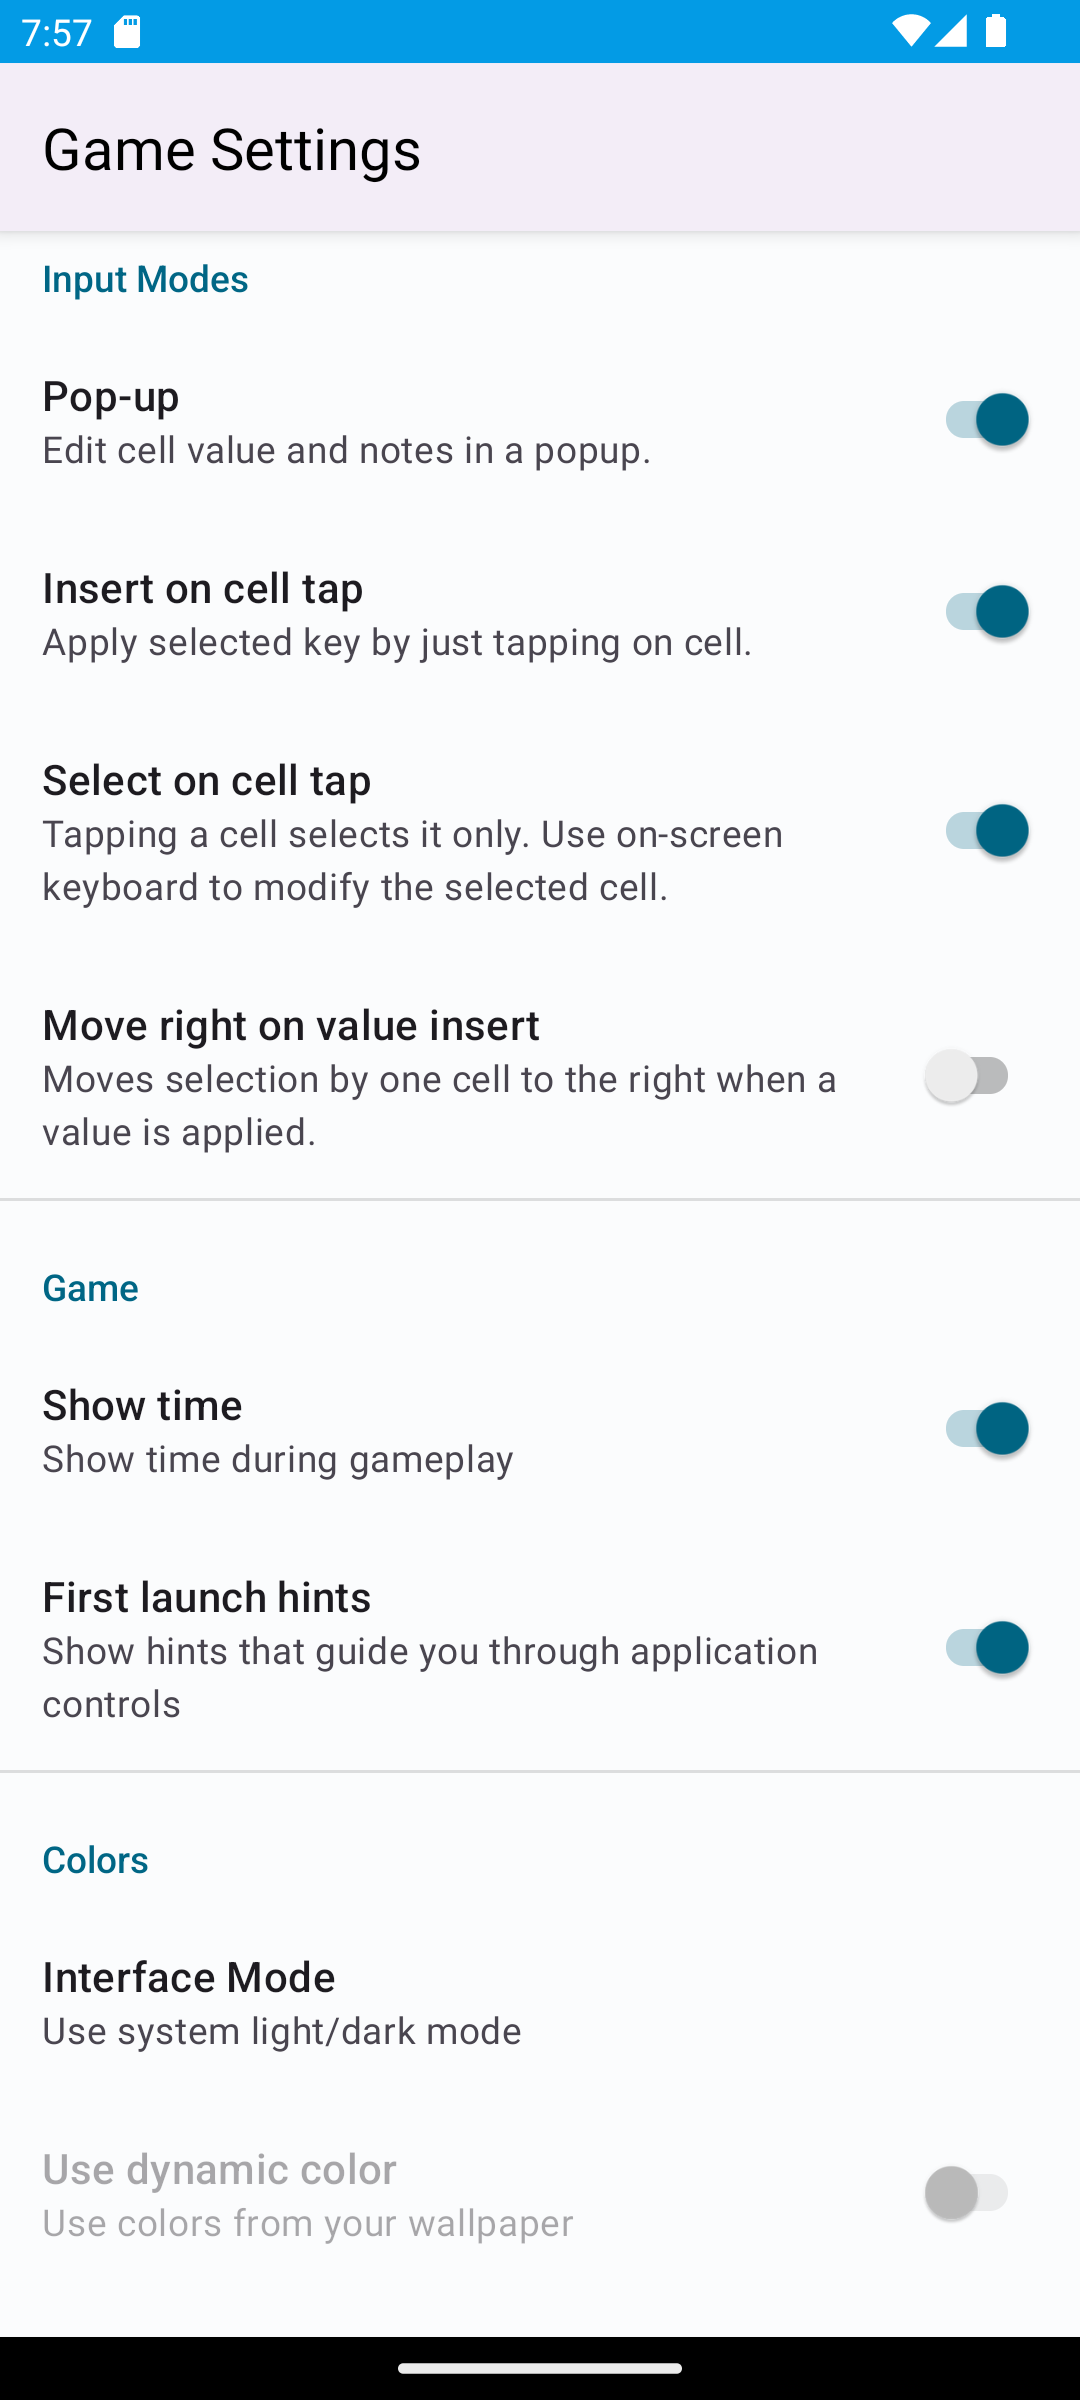 7:57
Game Settings
Input Modes
Pop-up
Edit cell value and notes in a popup.
Insert on cell tap
Apply selected key by just tapping on cell.
Select on cell tap
Tapping a cell selects it only. Use on-screen
keyboard to modify the selected cell.
Move right on value insert
Moves selection by one cell to the right when a
value is applied.
Game
Show time
Show time during gameplay
First launch hints
Show hints that guide you through application
controls
Colors
Interface Mode
Use system light/dark mode
Use dynamic color
Use colors from your wallpaper